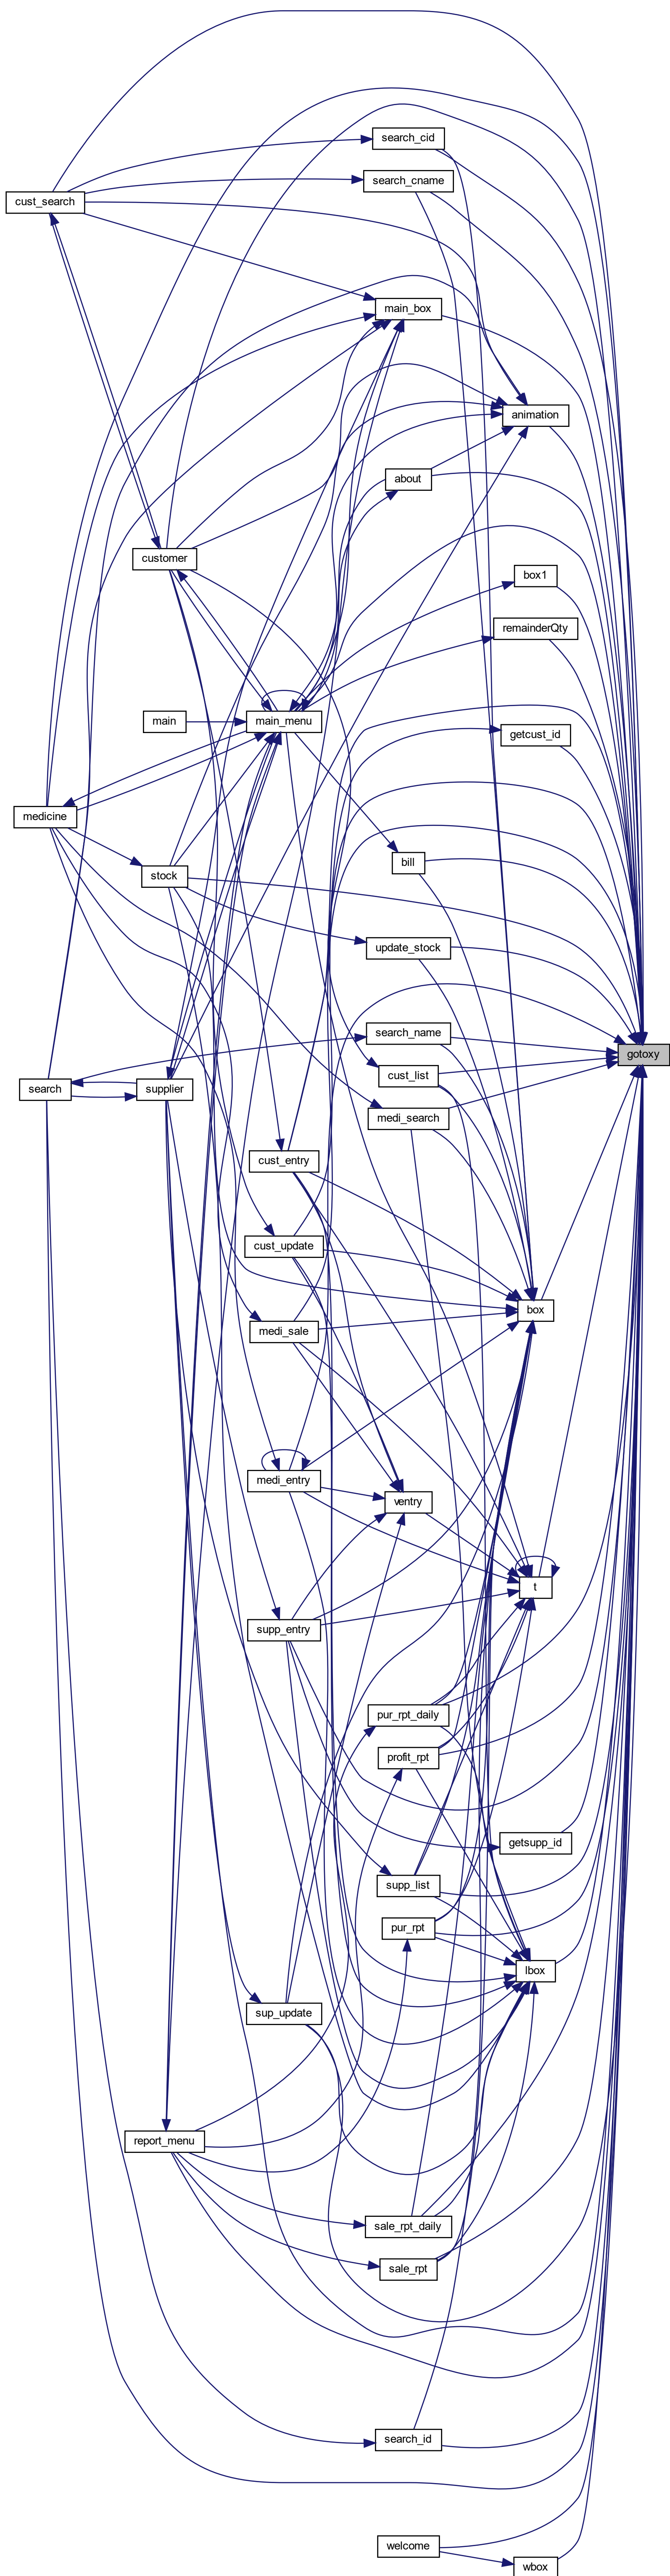 search_cid
search_cname
cust_search
main_box
animation
about
customer
box1
remainderQty
main
main_menu
getcust_id
medicine
bill
stock
update_stock
search_name
gotoxy
cust_list
search
supplier
medi_search
cust_entry
cust_update
box
medi_sale
medi_entry
ventry
t
supp_entry
pur_rpt_daily
profit_rpt
getsupp_id
supp_list
pur_rpt
lbox
sup_update
report_menu
sale_rpt_daily
sale_rpt
search_id
welcome
wbox